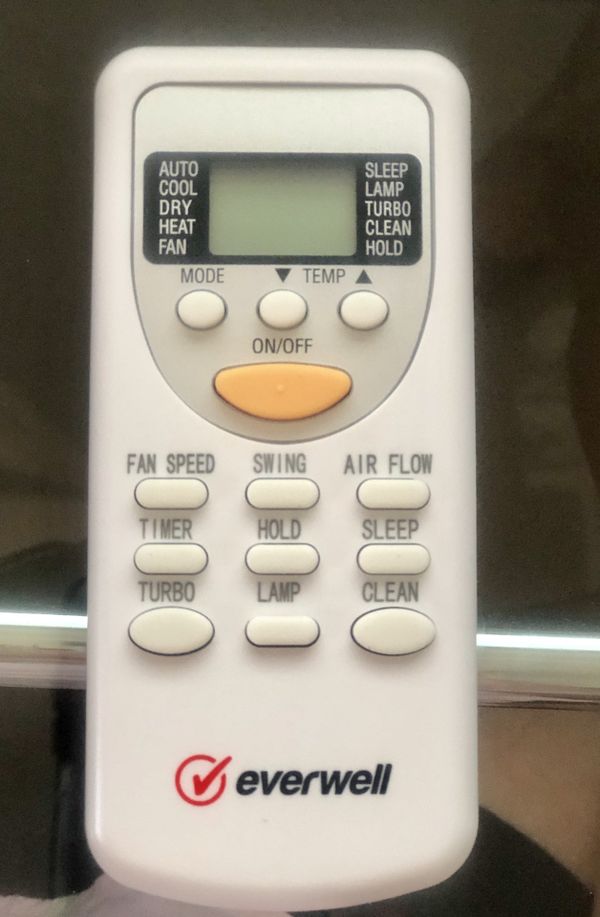 AUTO SLEEP
COOL LAMP
DRY TURBO
HEAT CLEAN
FAN HOLD
MODE ▼ TEMP ▲
ON/OFF
FAN SPEED SWING AIR FLOW
TIMER HOLD SLEEP
TURBO LAMP CLEAN
everwell